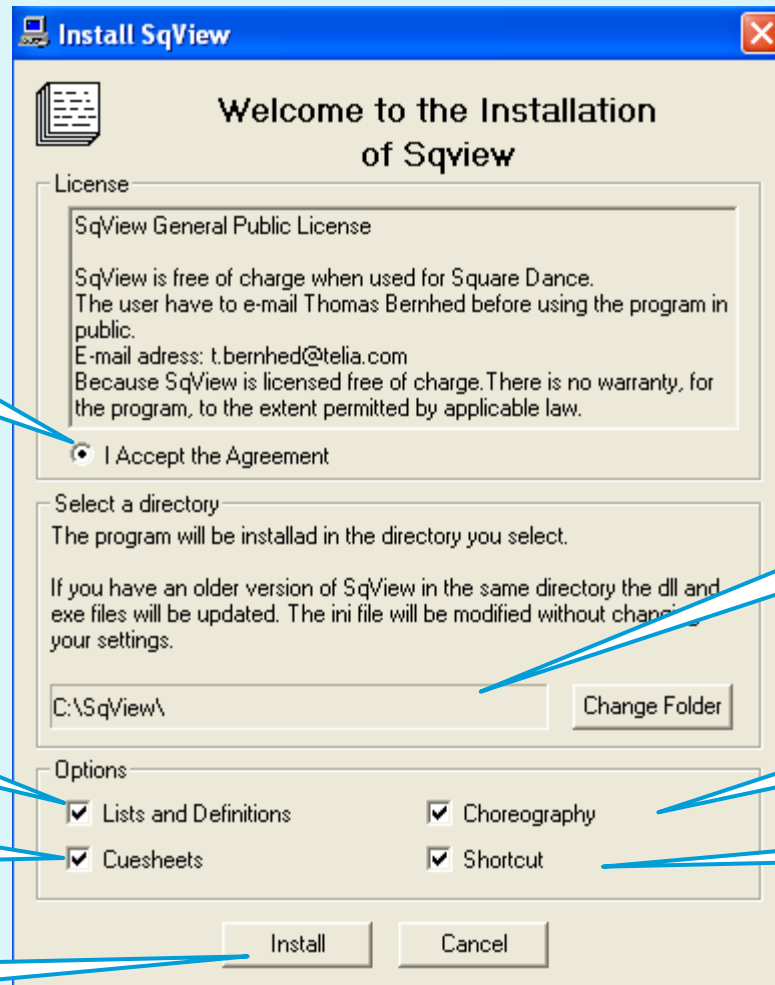 Install SqView
Welcome to the Installation
of Sqview
License
SqView General Public License
SqView is free of charge when used for Square Dance.
The user have to e-mail Thomas Bernhed before using the program in
public.
E-mail adress: t.bernhed@telia.com
Because SqView is licensed free of charge.There is no warranty, for
the program, to the extent permitted by applicable law.
I Accept the Agreement
Select a directory
The program will be installad in the directory you select.
If you have an older version of SqView in the same directory the dll and
exe files will be updated. The ini file will be modified without changing
your settings.
C:\SqView\
Change Folder
Options
Lists and Definitions
Choreography
Cuesheets
Shortcut
Install
Cancel